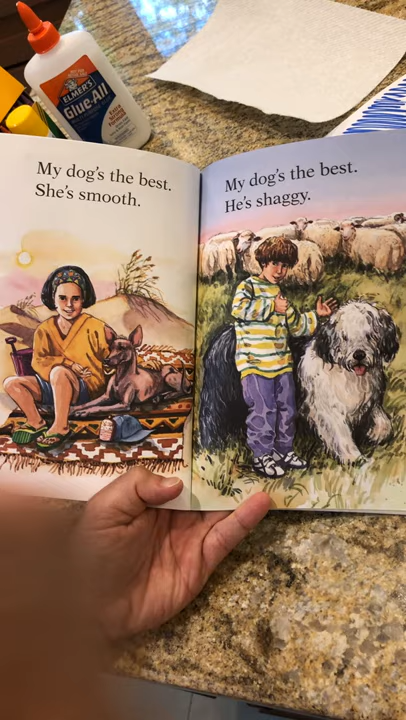 ELMER'S
Glue-All
My dog's the best.
She's smooth.
My dog's the best.
He's shaggy.